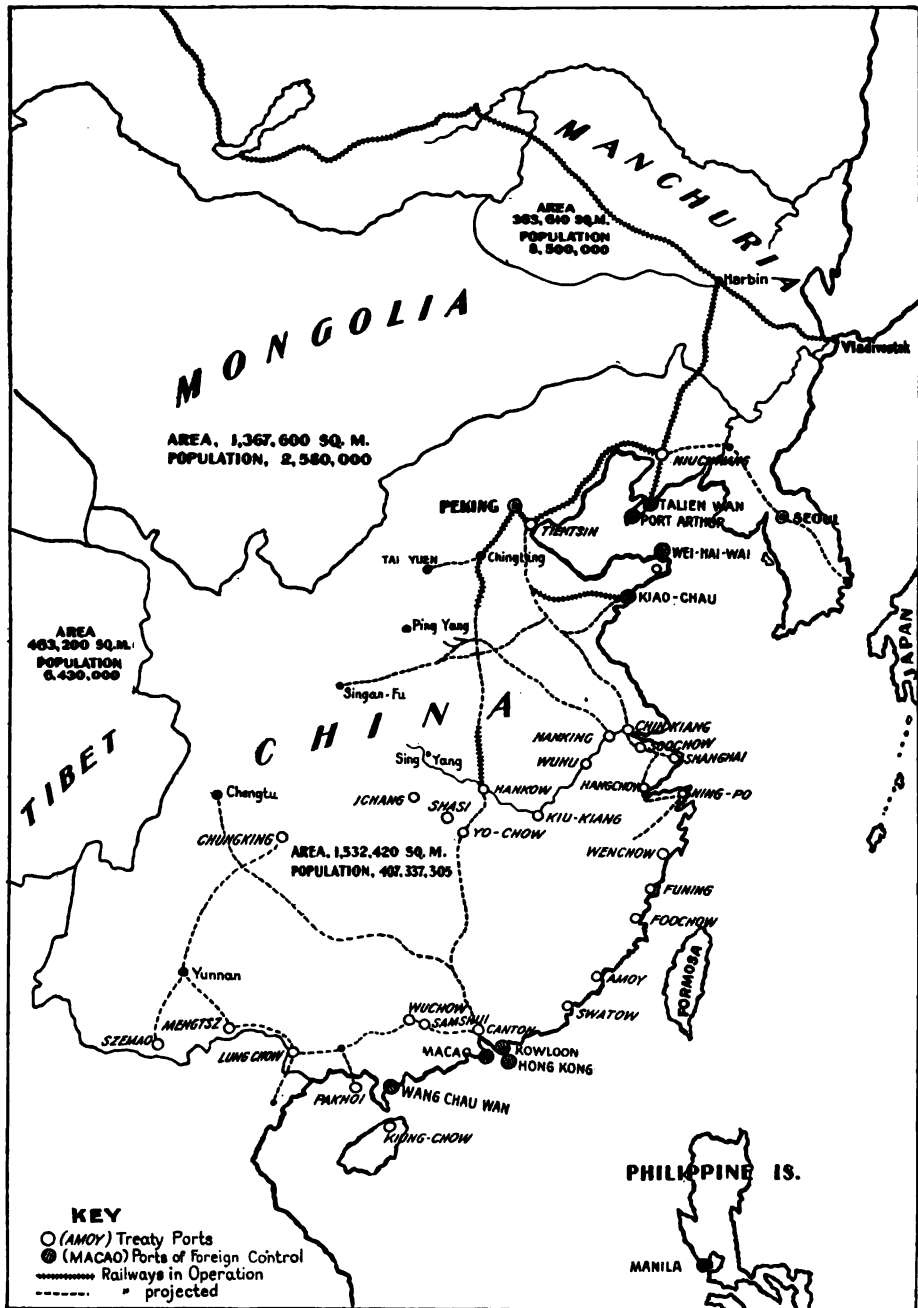 MANCHURIA
AREA
363,610 SQ.M.
POPULATION
8,500,000
Harbin
MONGOLIA
Vladivostok
AREA, 1,367,600 SQ. M.
POPULATION, 2,580,000
NIUCHWANG
PEKING
TALIEN WAN
PORT ARTHUR
SEOUL
TIENTSIN
WEI-HAI-WAI
TAI YUEN
Chingting
KIAO-CHAU
AREA
463,200 SQ.M.
POPULATION
6.430,000
Ping Yang
JAPAN
Singan-Fu
CHINA
TIBET
CHINKIANG
NANKING
SOOCHOW
SHANGHAI
WUHU
Sing Yang
HANGCHOW
NING-PO
Chengtu
HANKOW
JCHANG
SHASI
KIU-KIANG
CHUNGKING
YO-CHOW
AREA, 1,532,420 SQ. M.
POPULATION, 407,337,305
WENCHOW
FUNING
FOOCHOW
FORMOSA
Yunnan
AMOY
SWATOW
WUCHOW
SAMSHUI
MENGTSZ
CANTON
SZEMAO
LUNG CHOW
MACAO
KOWLOON
HONG KONG
PAKHOI
WANG CHAU WAN
KIUNG-CHOW
PHILIPPINE IS.
KEY
(AMOY) Treaty Ports
(MACAO) Ports of Foreign Control
Railways in Operation
" projected
MANILA